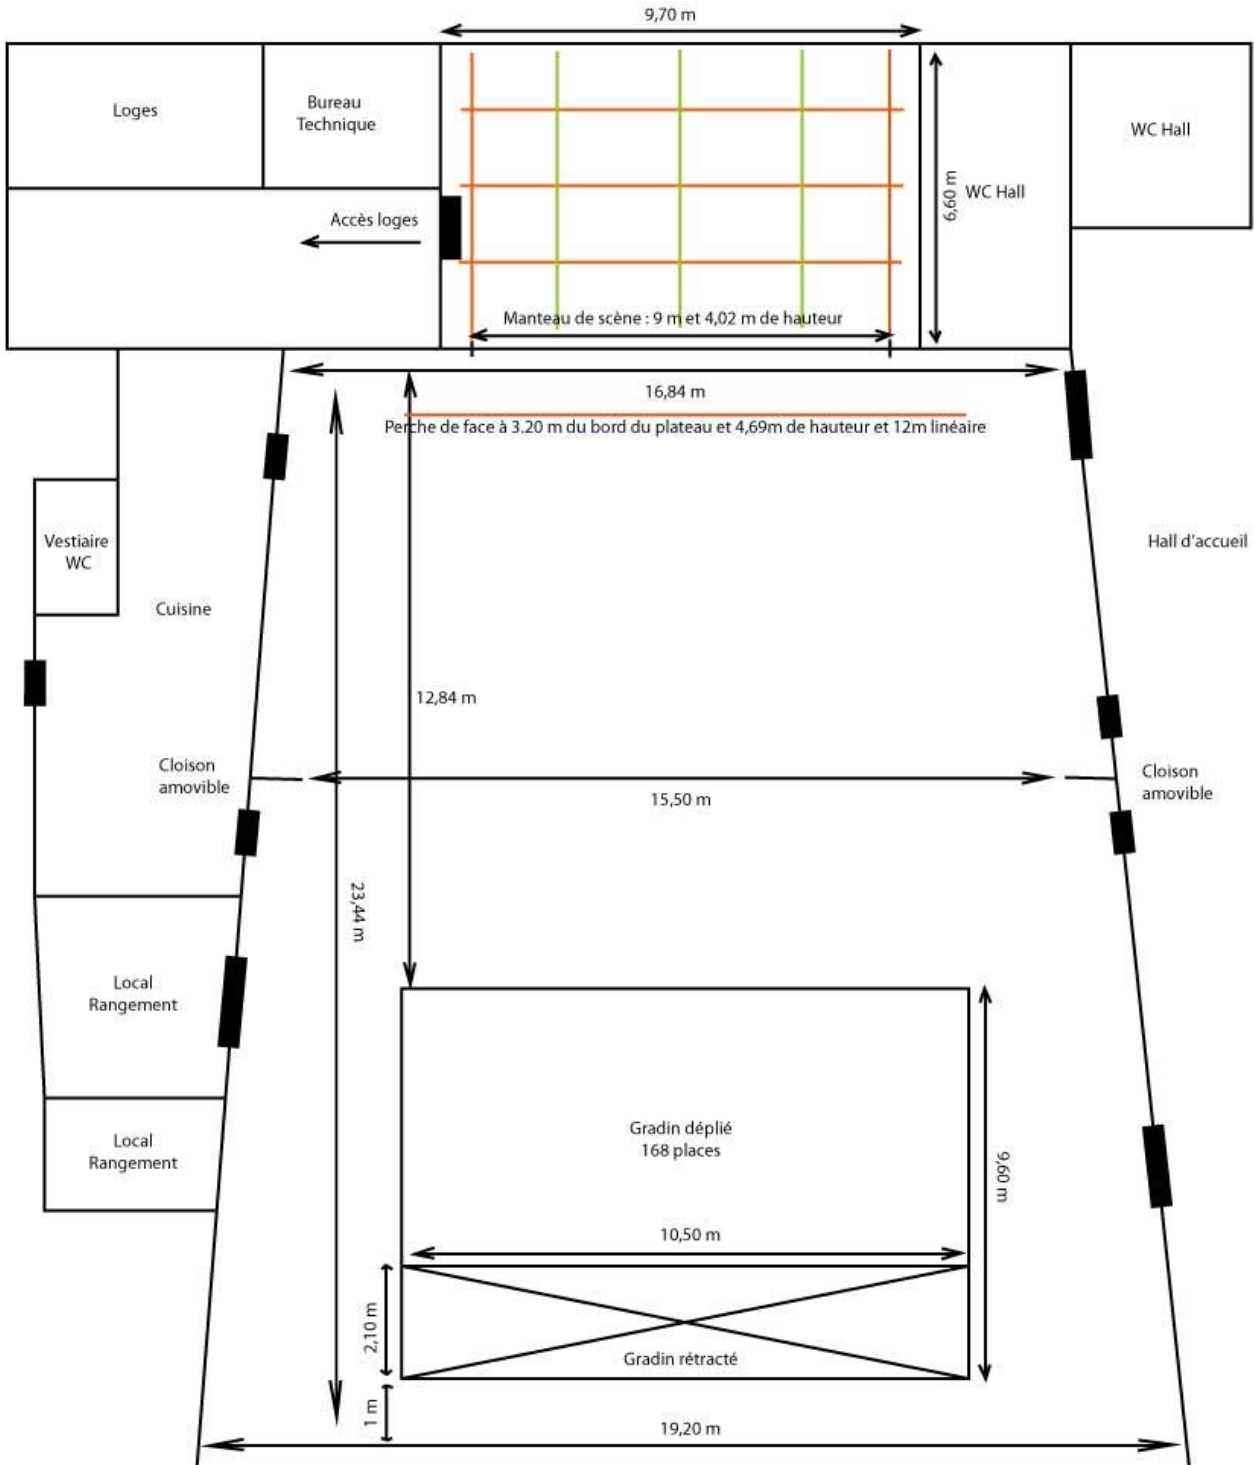 9,70 m
Loges
Bureau
Technique
WC Hall
6,60 m
WC Hall
Accès loges
Manteau de scène : 9 m et 4,02 m de hauteur
16,84 m
Perche de face à 3.20 m du bord du plateau et 4,69m de hauteur et 12m linéaire
Vestiaire
WC
Hall d'accueil
Cuisine
12,84 m
Cloison
amovible
15,50 m
Cloison
amovible
23,44 m
Local
Rangement
Gradin déplié
168 places
Local
Rangement
9,60 m
10,50 m
2,10 m
Gradin rétracté
1 m
19,20 m